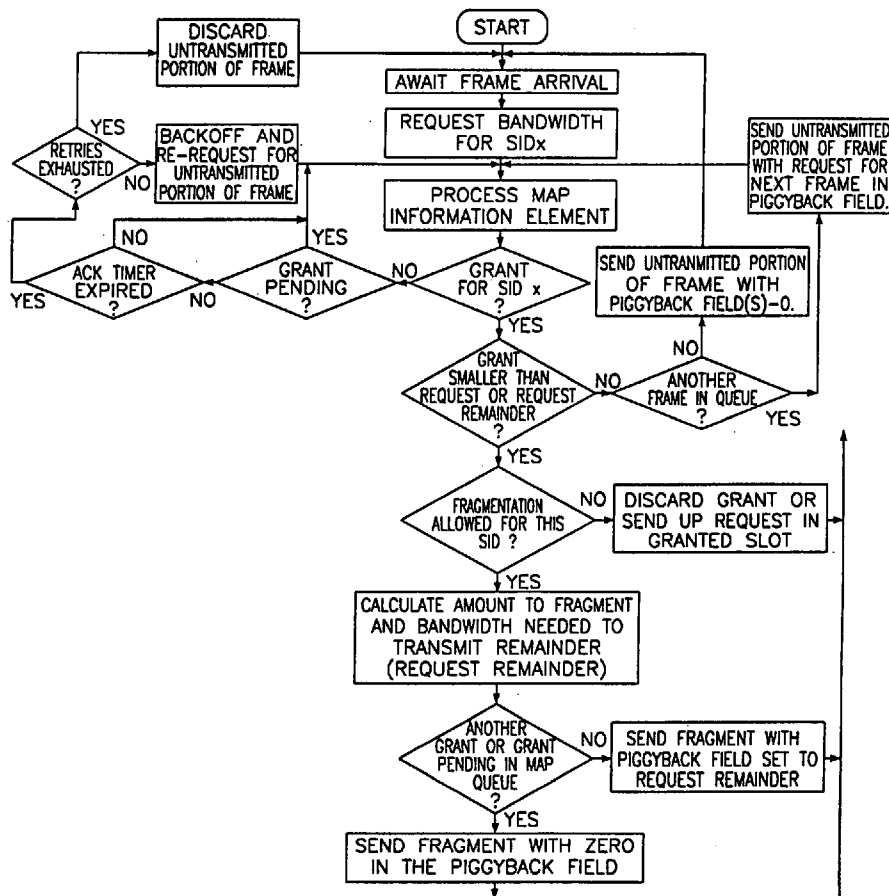 START
DISCARD
UNTRANSMITTED
PORTION OF FRAME
AWAIT FRAME ARRIVAL
REQUEST BANDWIDTH
FOR SIDx
YES
RETRIES
EXHAUSTED
?
NO
BACKOFF AND
RE-REQUEST FOR
UNTRANSMITTED
PORTION OF FRAME
SEND UNTRANSMITTED
PORTION OF FRAME
WITH REQUEST FOR
NEXT FRAME IN
PIGGYBACK FIELD.
PROCESS MAP
INFORMATION ELEMENT
NO
YES
ACK TIMER
EXPIRED
?
YES
NO
GRANT
PENDING
?
NO
GRANT
FOR SID x
?
YES
SEND UNTRANMITTED PORTION
OF FRAME WITH
PIGGYBACK FIELD(S)-0.
NO
GRANT
SMALLER THAN
REQUEST OR REQUEST
REMAINDER
?
NO
ANOTHER
FRAME IN QUEUE
?
YES
YES
FRAGMENTATION
ALLOWED FOR THIS
SID ?
NO
DISCARD GRANT OR
SEND UP REQUEST IN
GRANTED SLOT
YES
CALCULATE AMOUNT TO FRAGMENT
AND BANDWIDTH NEEDED TO
TRANSMIT REMAINDER
(REQUEST REMAINDER)
ANOTHER
GRANT OR GRANT
PENDING IN MAP
QUEUE
?
NO
SEND FRAGMENT WITH
PIGGYBACK FIELD SET TO
REQUEST REMAINDER
YES
SEND FRAGMENT WITH ZERO
IN THE PIGGYBACK FIELD